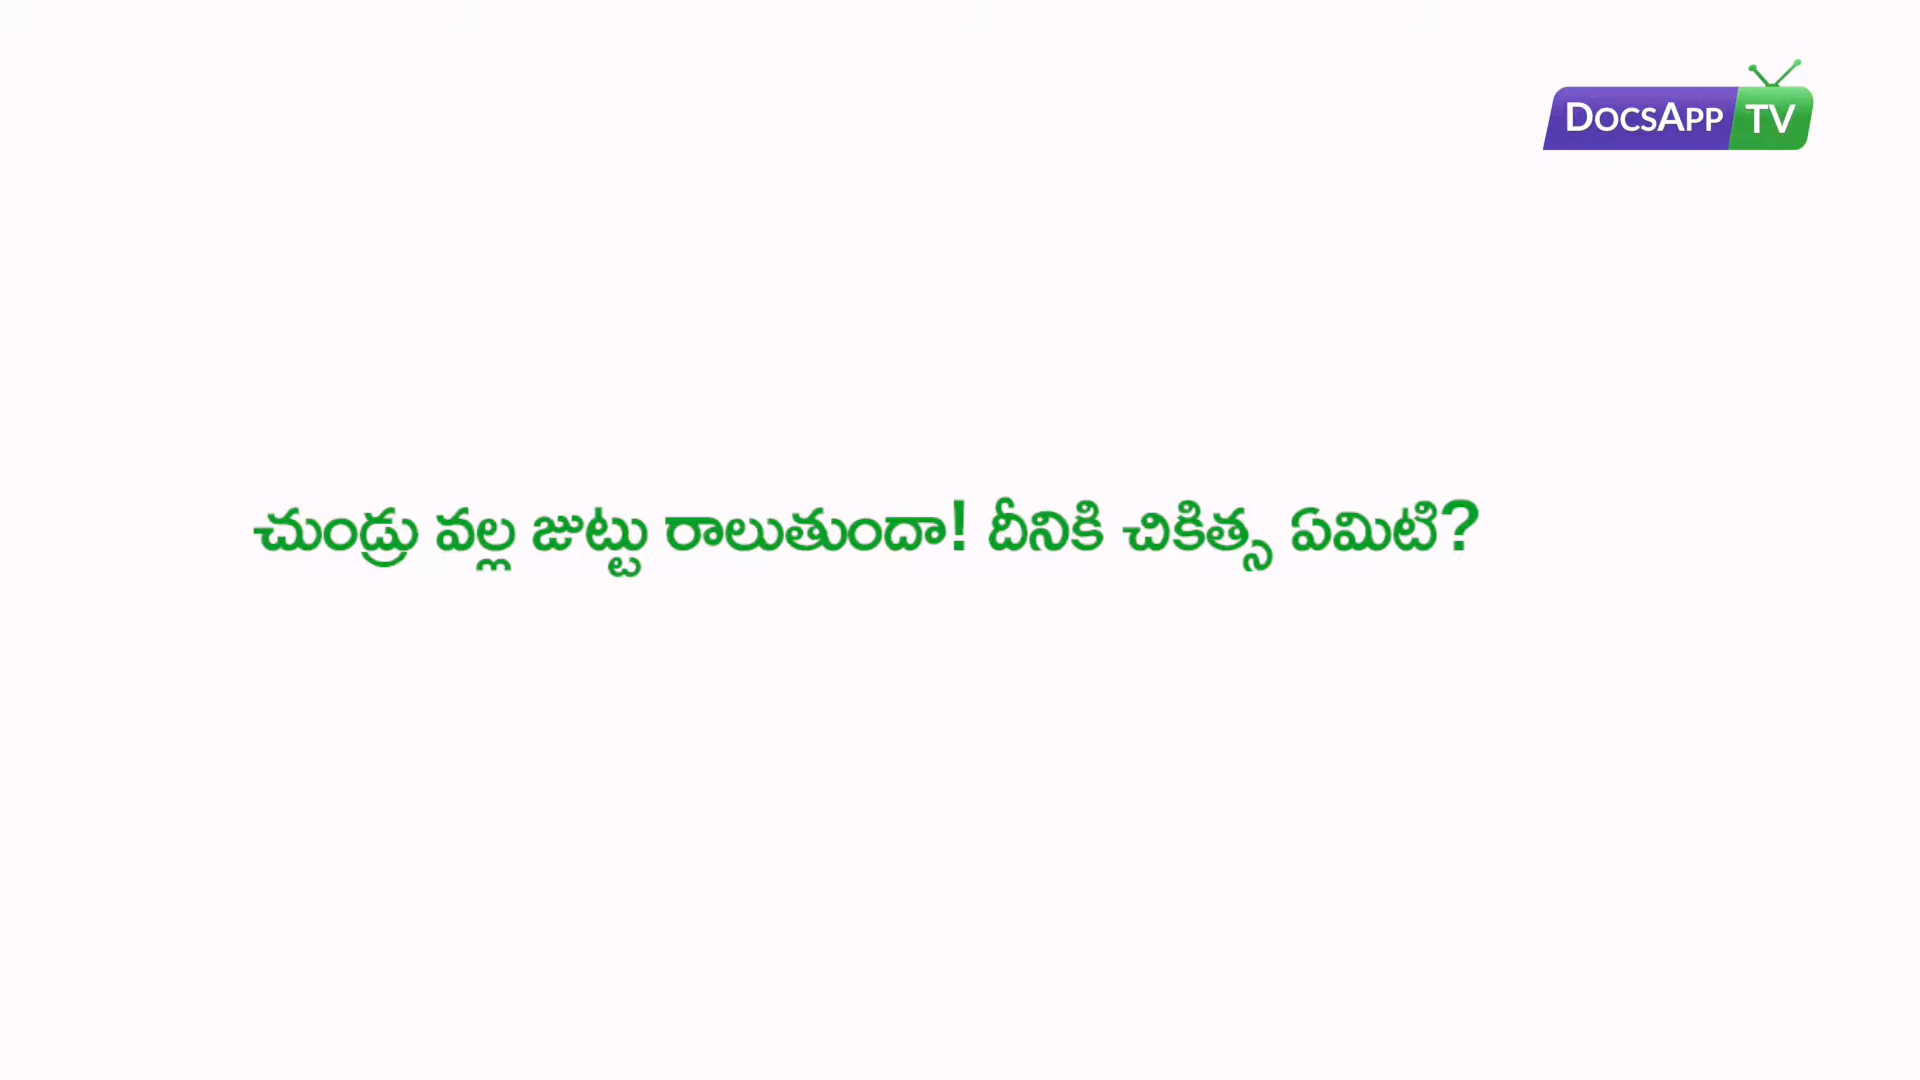 DOCSAPP TV
చుండ్రు వల్ల జుట్టు రాలుతుందా! దీనికి చికిత్స ఏమిటి?